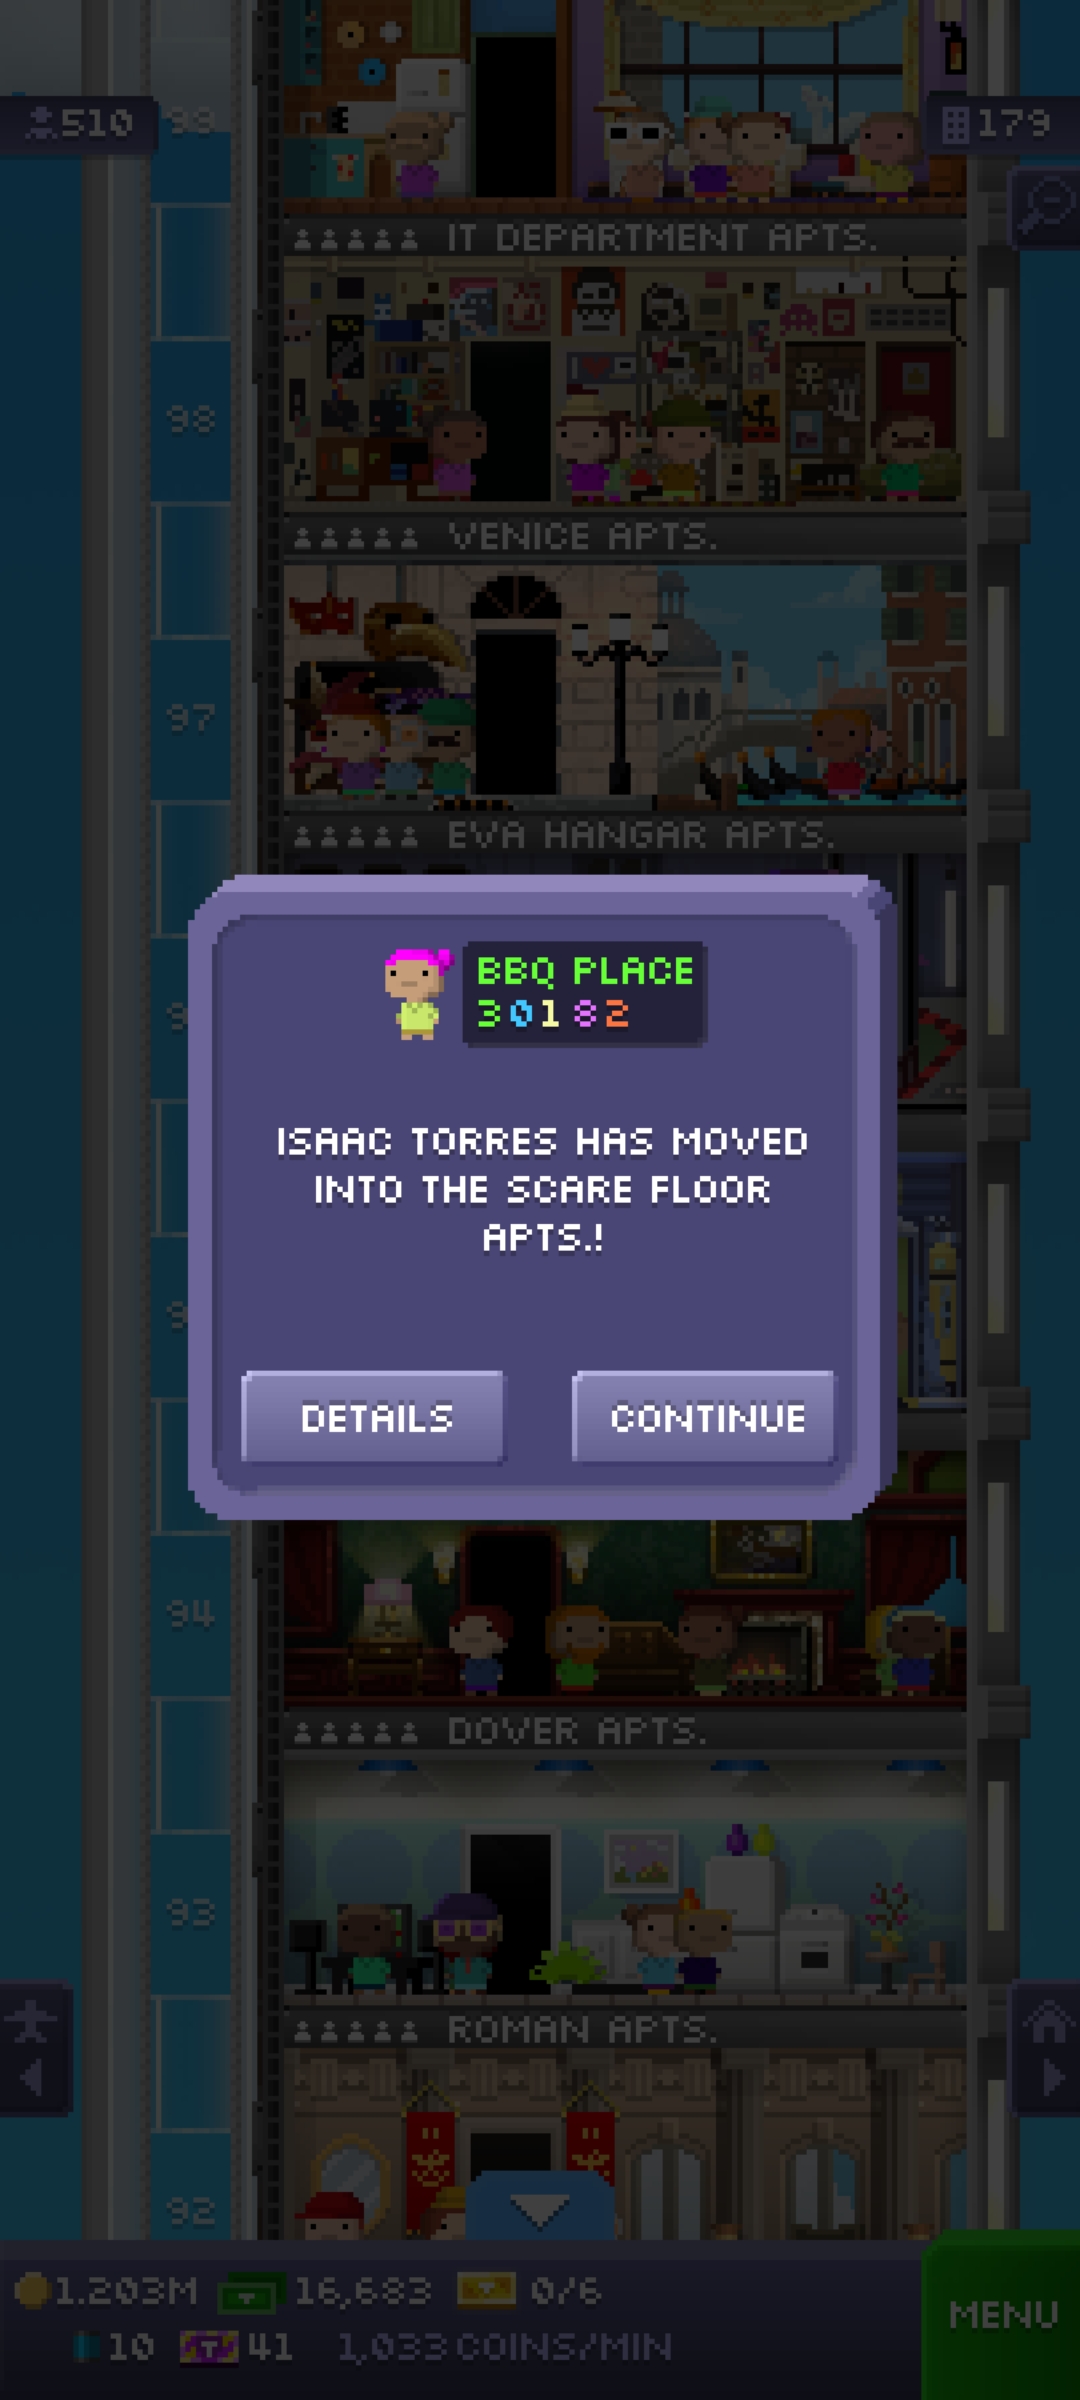 510
99
179
IT DEPARTMENT APTS.
98
VENICE APTS.
97
EVA HANGAR APTS.
BBQ PLACE
30182
ISAAC TORRES HAS MOVED
INTO THE SCARE FLOOR
APTS.!
DETAILS
CONTINUE
94
DOVER APTS.
93
ROMAN APTS.
92
1.203M
16,683
0/6
MENU
10
T 41
1,033 COINS/MIN